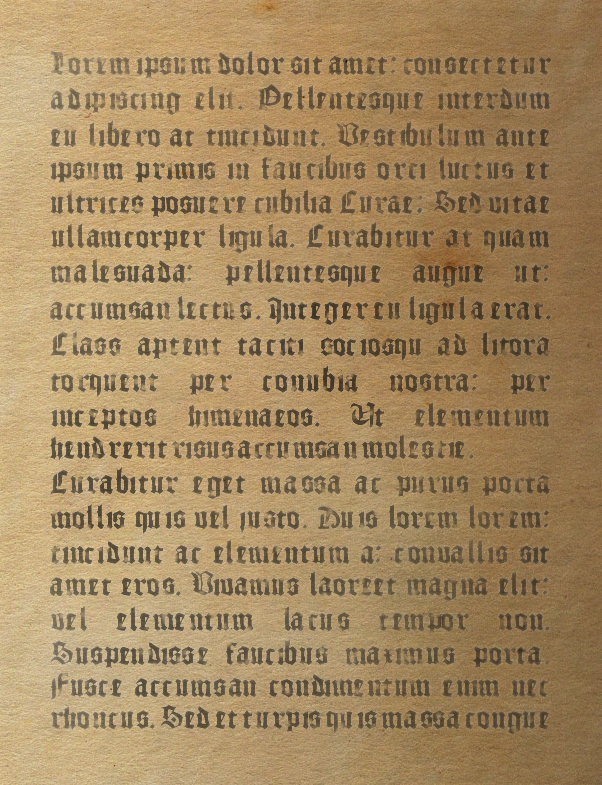 Lorem ipsum dolor sit amet: consectetur
adipiscing elit. Pellentesque interdum
eu libero at tincidunt. Vestibulum ante
ipsum primis in faucibus orci luctus et
ultrices posuere cubilia Curae: Sed vitae
ullamcorper ligula. Curabitur at quam
malesuada: pellentesque augue ut:
accumsan lectus. Integer eu ligula erat.
Class aptent taciti sociosqu ad litora
torquent per conubia nostra: per
inceptos himenaeos. Ut elementum
hendrerit risus accumsan molestie.
Curabitur eget massa ac purus porta
mollis quis vel justo. Duis lorem lorem:
tincidunt ac elementum a: convallis sit
amet eros. Vivamus laoreet magna elit:
vel elementum lacus tempor non.
Suspendisse faucibus maximus porta.
Fusce accumsan condimentum enim nec
rhoncus. Sed et turpis quis massa congue